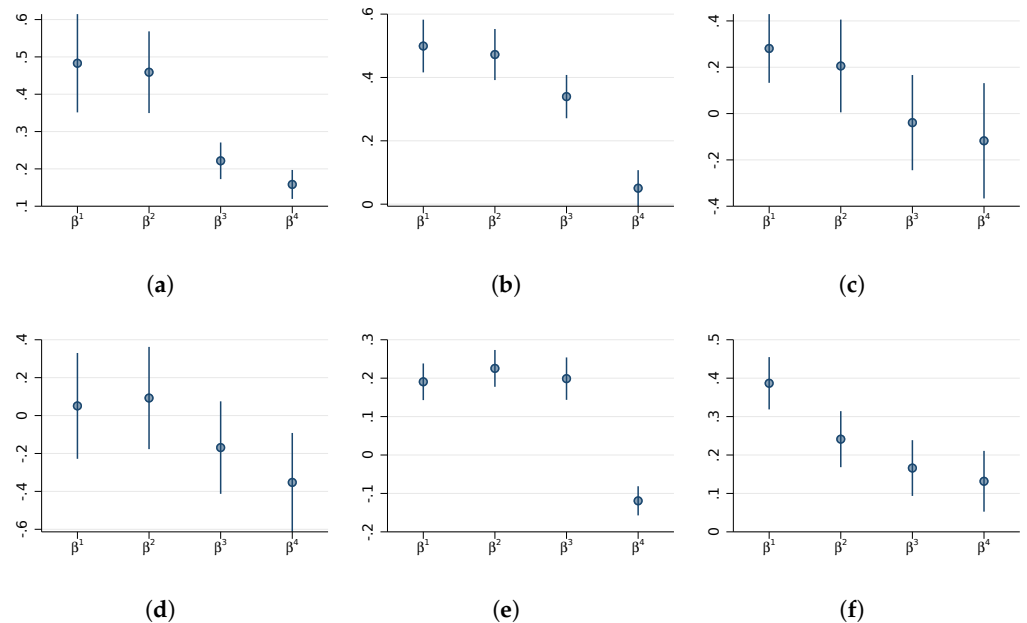 .6
.5
.4
.3
.2
.1
β¹ β² β³ β⁴
(a)
.6
.4
.2
0
β¹ β² β³ β⁴
(b)
.4
.2
0
-.2
-.4
β¹ β² β³ β⁴
(c)
.4
.2
0
-.2
-.4
-.6
β¹ β² β³ β⁴
(d)
.3
.2
.1
0
-.1
-.2
β¹ β² β³ β⁴
(e)
.5
.4
.3
.2
.1
0
β¹ β² β³ β⁴
(f)